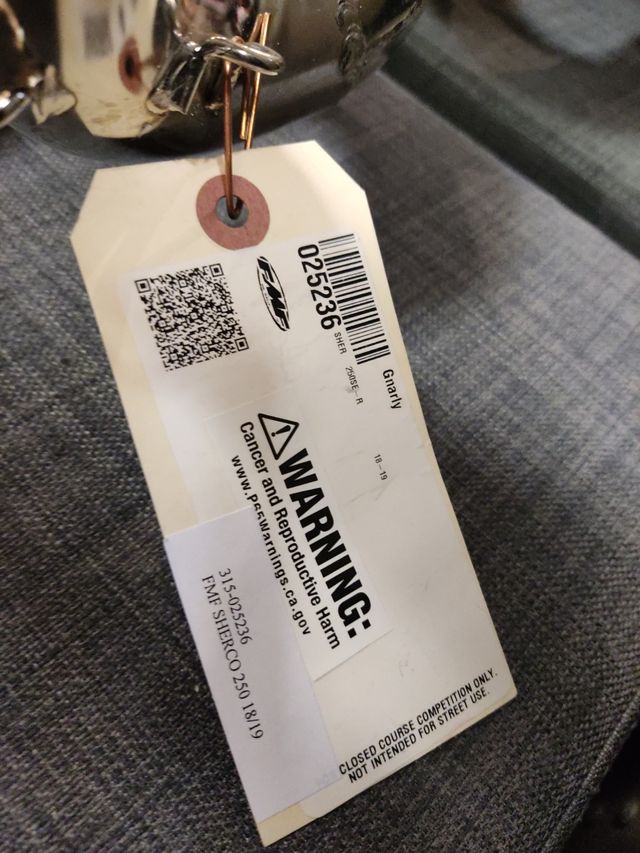 FMF
025236
SHER 250SE-R 18-19
Gnarly
WARNING:
Cancer and Reproductive Harm
www.P65Warnings.ca.gov
315-025236
FMF SHERCO 250 18/19
CLOSED COURSE COMPETITION ONLY.
NOT INTENDED FOR STREET USE.